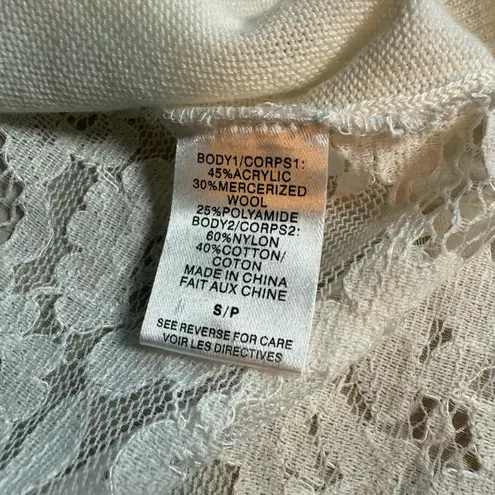 BODY1/CORPS1:
45%ACRYLIC
30%MERCERIZED
WOOL
25%POLYAMIDE
BODY2/CORPS2:
60%NYLON
40%COTTON/
COTON
MADE IN CHINA
FAIT AUX CHINE
S/P
SEE REVERSE FOR CARE
VOIR LES DIRECTIVES